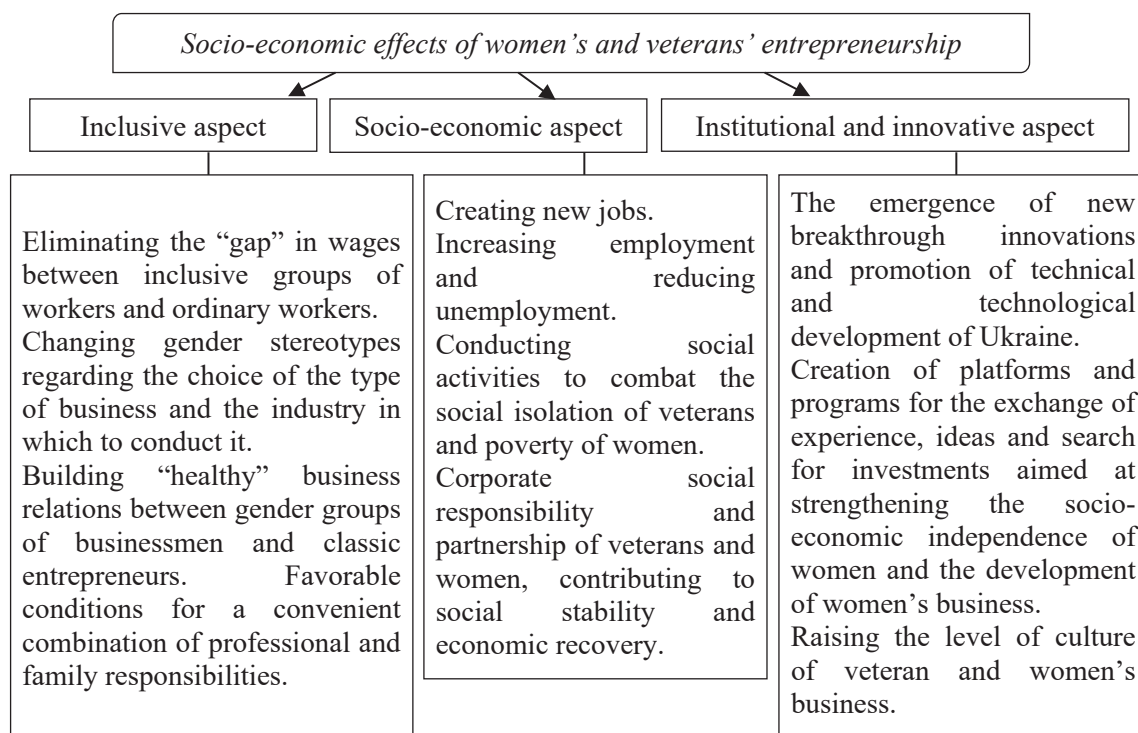 Socio-economic effects of women’s and veterans’ entrepreneurship
Inclusive aspect
Socio-economic aspect
Institutional and innovative aspect
Eliminating the “gap” in wages
between inclusive groups of
workers and ordinary workers.
Changing gender stereotypes
regarding the choice of the type
of business and the industry in
which to conduct it.
Building “healthy” business
relations between gender groups
of businessmen and classic
entrepreneurs. Favorable
conditions for a convenient
combination of professional and
family responsibilities.
Creating new jobs.
Increasing employment
and reducing
unemployment.
Conducting social
activities to combat the
social isolation of veterans
and poverty of women.
Corporate social
responsibility and
partnership of veterans and
women, contributing to
social stability and
economic recovery.
The emergence of new
breakthrough innovations
and promotion of technical
and technological
development of Ukraine.
Creation of platforms and
programs for the exchange of
experience, ideas and search
for investments aimed at
strengthening the socio-
economic independence of
women and the development
of women’s business.
Raising the level of culture
of veteran and women’s
business.